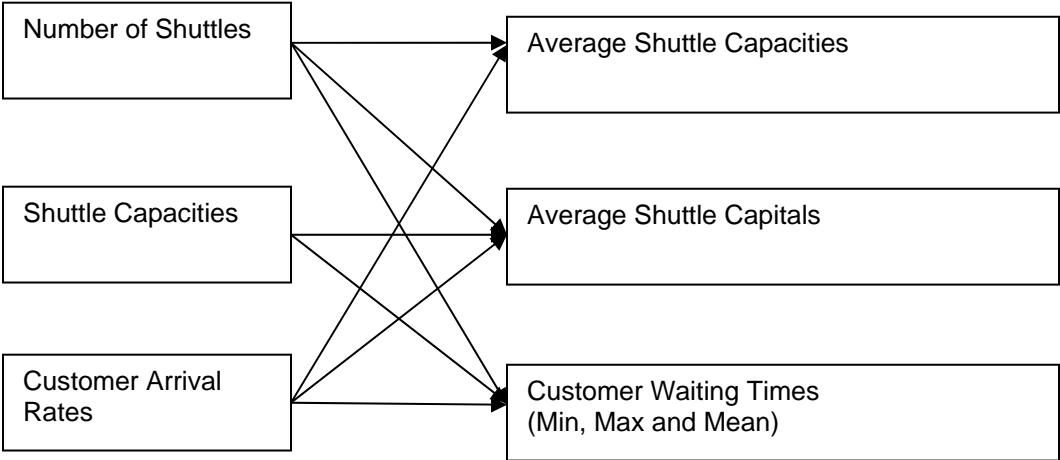 Number of Shuttles
Average Shuttle Capacities
Shuttle Capacities
Average Shuttle Capitals
Customer Arrival
Rates
Customer Waiting Times
(Min, Max and Mean)